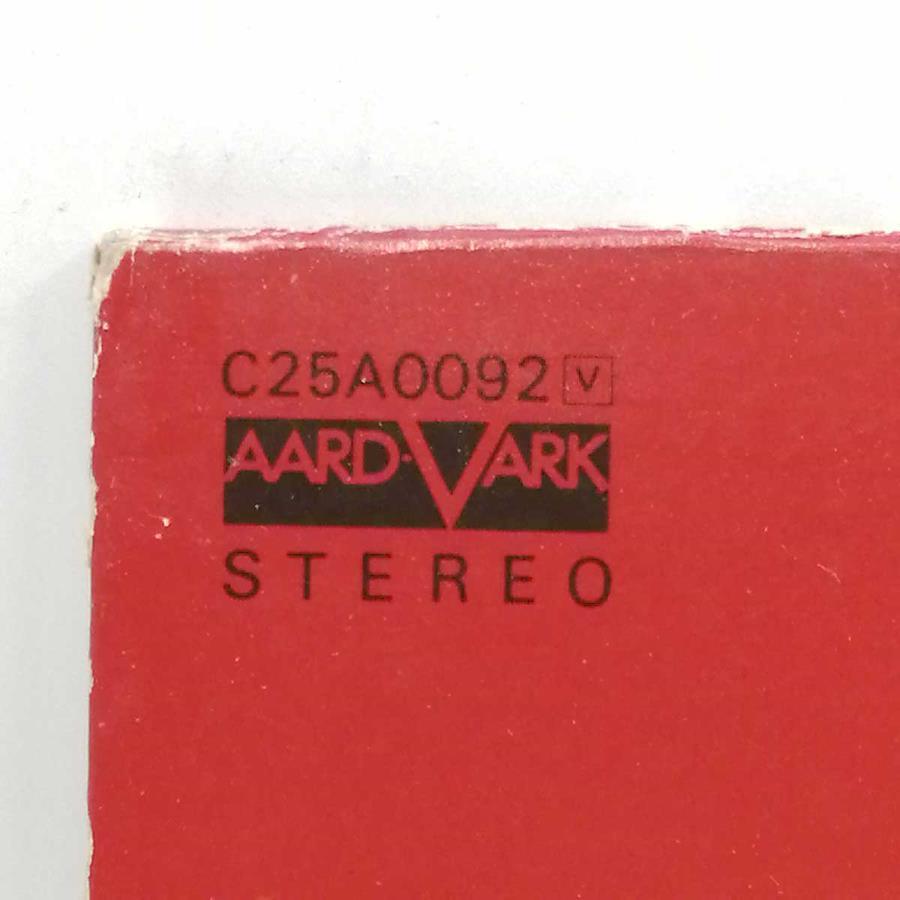 C25A0092 V
AARD-VARK
STEREO